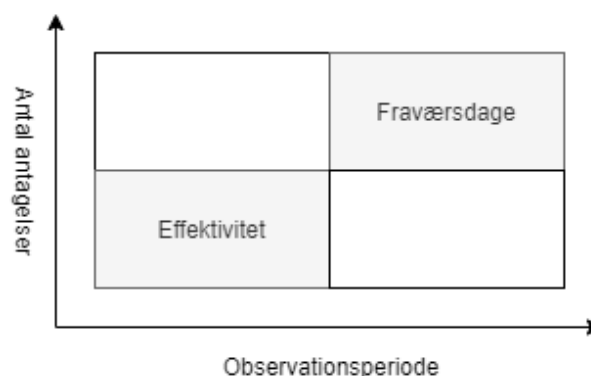 Antal antagelser
Fraværsdage
Effektivitet
Observationsperiode